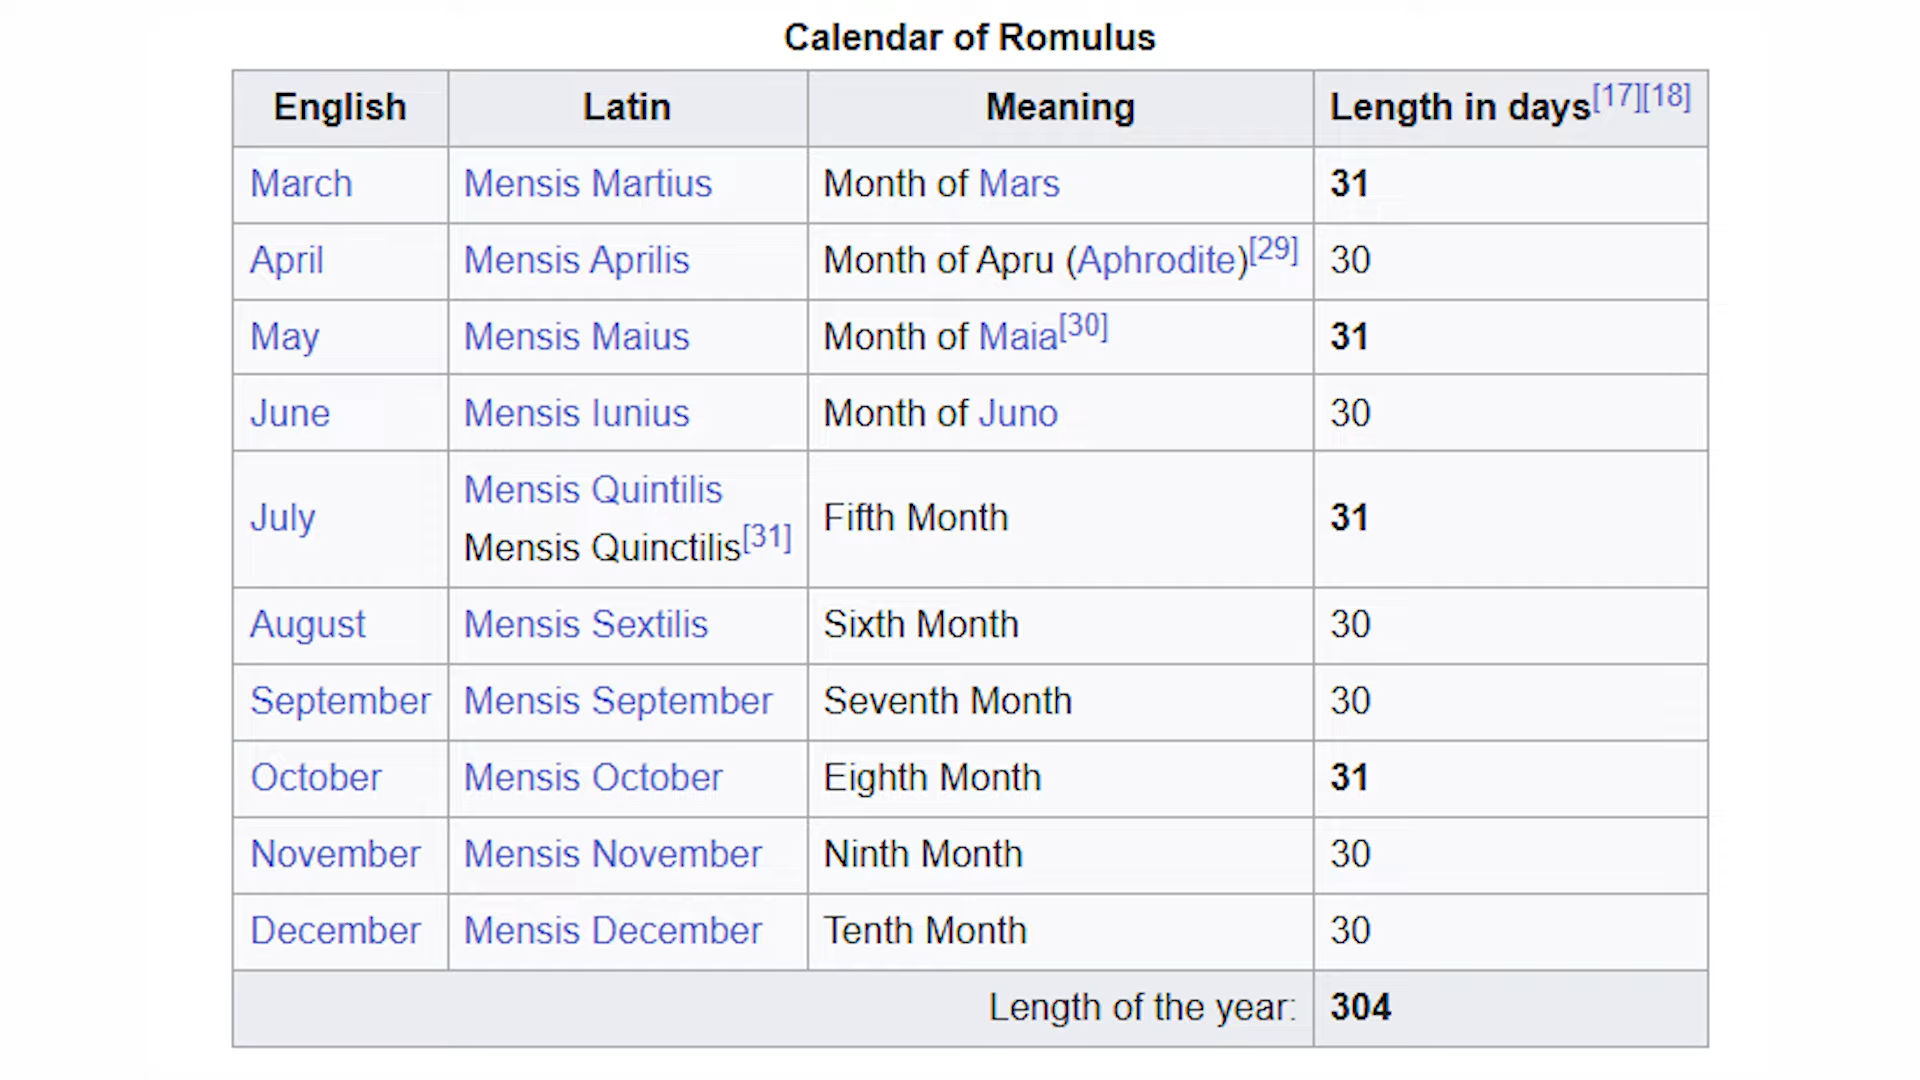 Calendar of Romulus
English Latin Meaning Length in days[17][18]
March Mensis Martius Month of Mars 31
April Mensis Aprilis Month of Apru (Aphrodite)[29] 30
May Mensis Maius Month of Maia[30] 31
June Mensis Iunius Month of Juno 30
July Mensis Quintilis
Mensis Quinctilis[31] Fifth Month 31
August Mensis Sextilis Sixth Month 30
September Mensis September Seventh Month 30
October Mensis October Eighth Month 31
November Mensis November Ninth Month 30
December Mensis December Tenth Month 30
Length of the year: 304